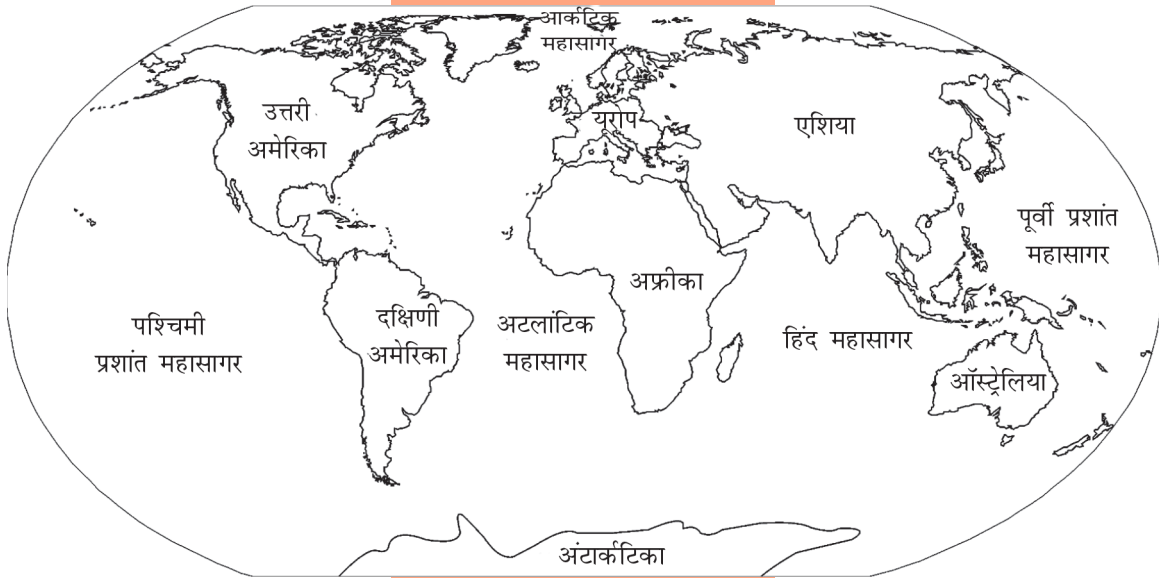 आर्कटिक
महासागर
उत्तरी
अमेरिका
यूरोप
एशिया
पूर्वी प्रशांत
महासागर
अफ्रीका
पश्चिमी
प्रशांत महासागर
दक्षिणी
अमेरिका
अटलांटिक
महासागर
हिंद महासागर
ऑस्ट्रेलिया
अंटार्कटिका